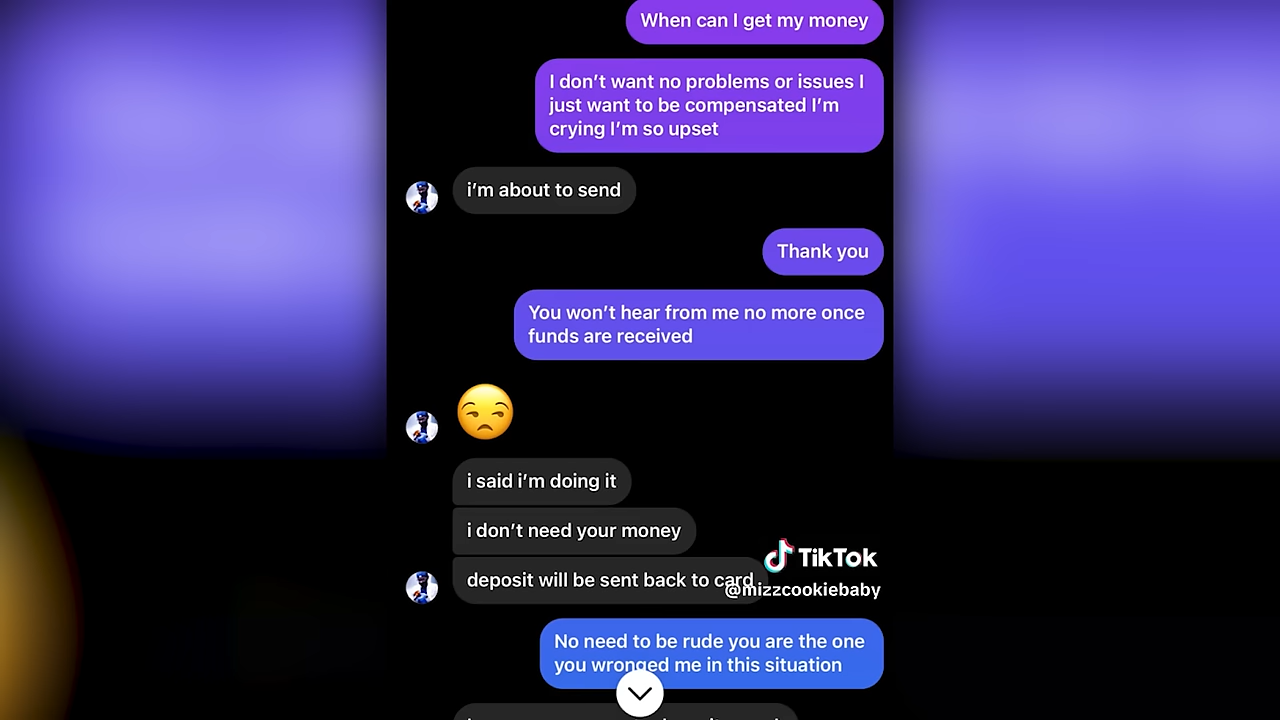 When can I get my money
I don't want no problems or issues I
just want to be compensated I'm
crying I'm so upset
i'm about to send
Thank you
You won't hear from me no more once
funds are received
i said i'm doing it
i don't need your money
deposit will be sent back to card
TikTok
@mizzcookiebaby
No need to be rude you are the one
you wronged me in this situation